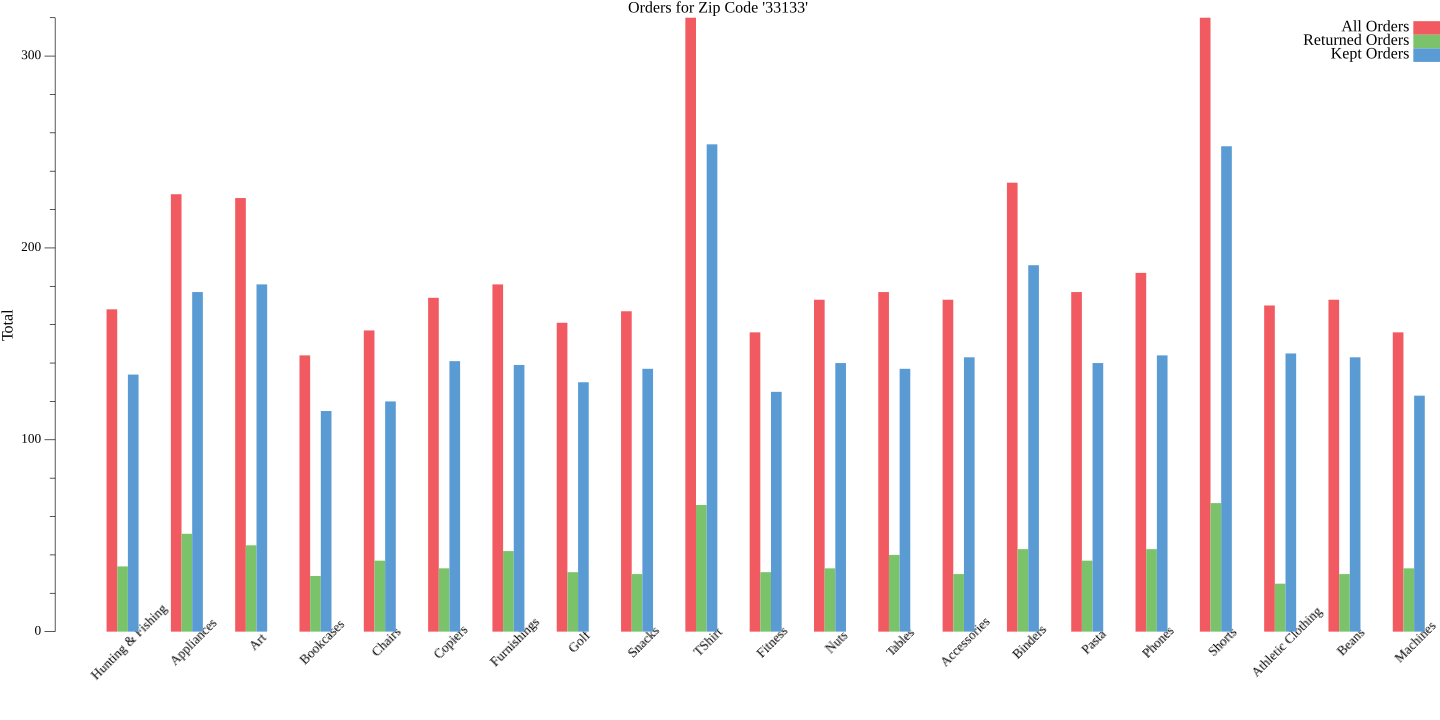 Orders for Zip Code '33133'
All Orders
Returned Orders
Kept Orders
Total
300
200
100
0
Hunting & Fishing
Appliances
Art
Bookcases
Chairs
Copiers
Furnishings
Golf
Snacks
TShirt
Fitness
Nuts
Tables
Accessories
Binders
Pasta
Phones
Shorts
Athletic Clothing
Beans
Machines